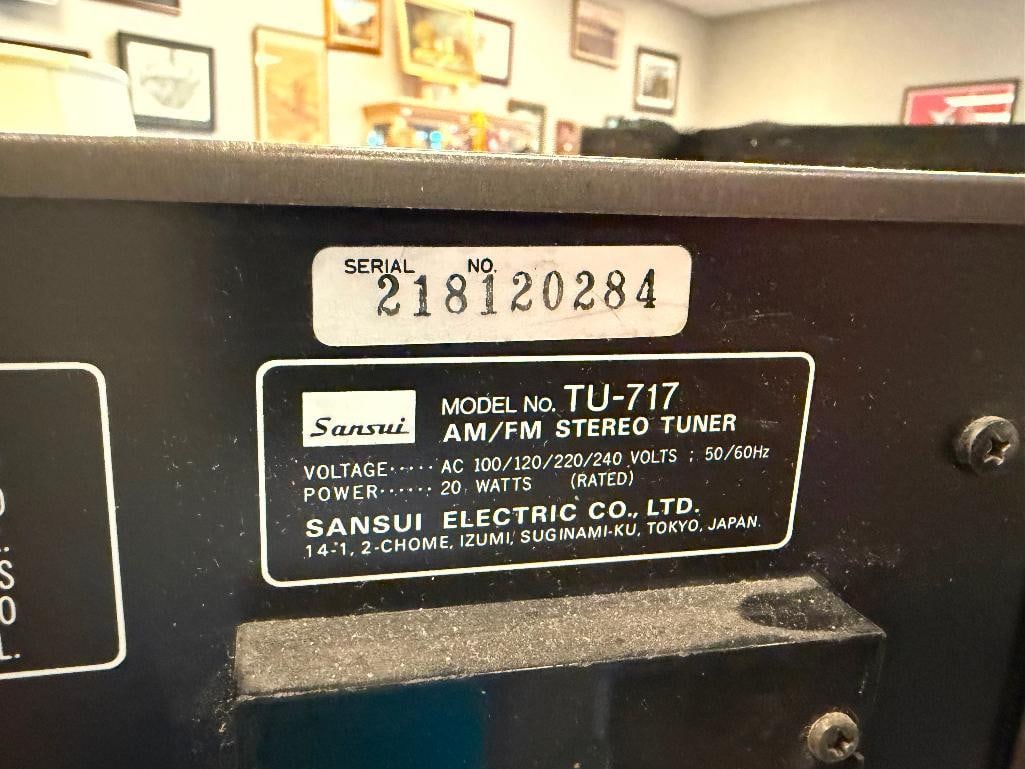 SERIAL NO.
218120284
Sansui
MODEL NO. TU-717
AM/FM STEREO TUNER
VOLTAGE····· AC 100/120/220/240 VOLTS : 50/60Hz
POWER······ 20 WATTS (RATED)
SANSUI ELECTRIC CO., LTD.
14-1, 2-CHOME, IZUMI, SUGINAMI-KU, TOKYO, JAPAN.
S
O